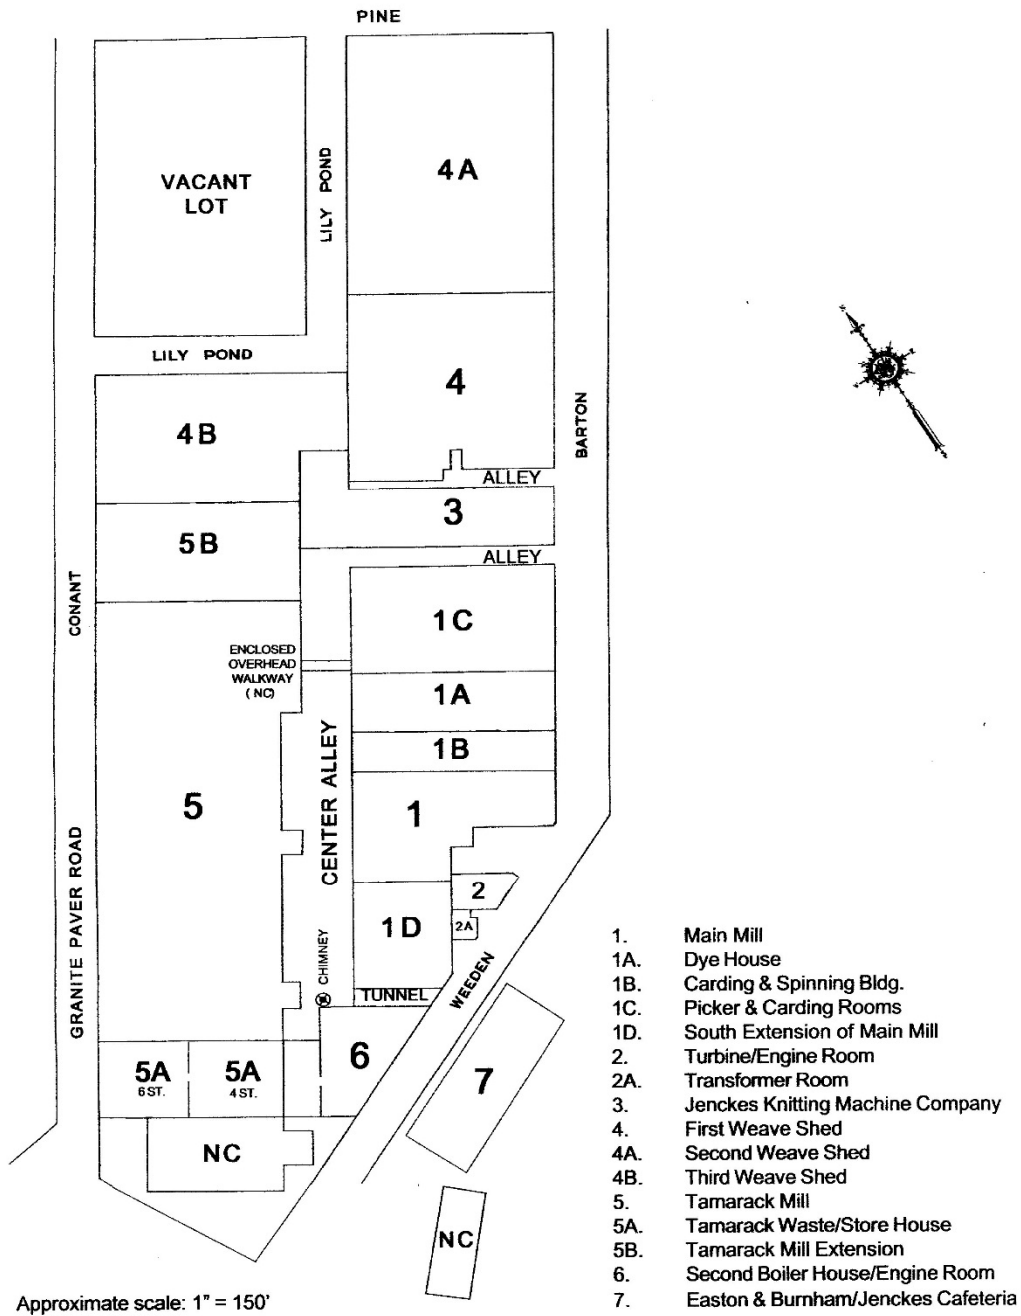 PINE
VACANT
LOT
LILY POND
4A
LILY POND
4
4B
BARTON
ALLEY
3
5B
ALLEY
CONANT
1C
ENCLOSED
OVERHEAD
WALKWAY
(NC)
1A
1B
CENTER ALLEY
5
1
GRANITE PAVER ROAD
2
1D
2A
CHIMNEY
WEEDEN
TUNNEL
6
5A
6 ST.
5A
4 ST.
7
NC
NC
1. Main Mill
1A. Dye House
1B. Carding & Spinning Bldg.
1C. Picker & Carding Rooms
1D. South Extension of Main Mill
2. Turbine/Engine Room
2A. Transformer Room
3. Jenckes Knitting Machine Company
4. First Weave Shed
4A. Second Weave Shed
4B. Third Weave Shed
5. Tamarack Mill
5A. Tamarack Waste/Store House
5B. Tamarack Mill Extension
6. Second Boiler House/Engine Room
7. Easton & Burnham/Jenckes Cafeteria
Approximate scale: 1" = 150'